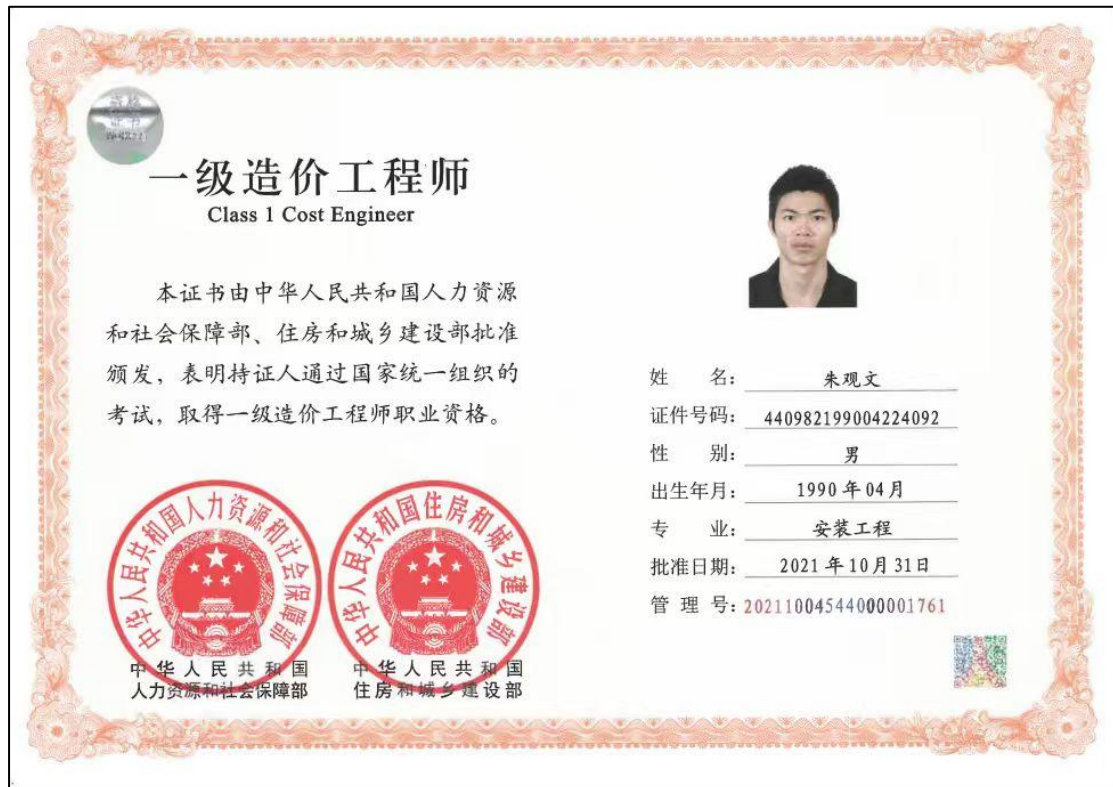 一级造价工程师
Class 1 Cost Engineer
本证书由中华人民共和国人力资源
和社会保障部、住房和城乡建设部批准
颁发，表明持证人通过国家统一组织的
考试，取得一级造价工程师职业资格。
姓 名：朱观文
证件号码：440982199004224092
性 别：男
出生年月：1990年04月
专 业：安装工程
批准日期：2021年10月31日
管 理 号：20211004544000001761
中华人民共和国人力资源和社会保障部
中华人民共和国住房和城乡建设部
中华人民共和国
人力资源和社会保障部
中华人民共和国
住房和城乡建设部